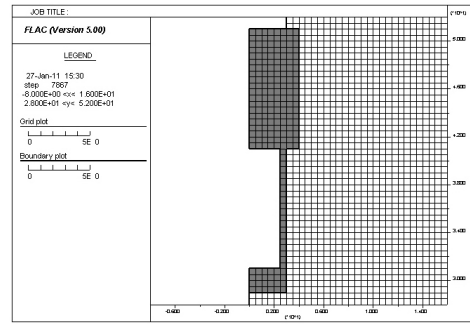 JOB TITLE :
(*10^1)
FLAC (Version 5.00)
LEGEND
27-Jan-11 15:30
step 7867
-8.000E+00 <x< 1.600E+01
2.800E+01 <y< 5.200E+01
Grid plot
0 5E 0
Boundary plot
0 5E 0
5.000
4.200
3.800
3.400
3.000
-0.600 -0.200 0.200 0.600 1.000 1.400
(*10^1)